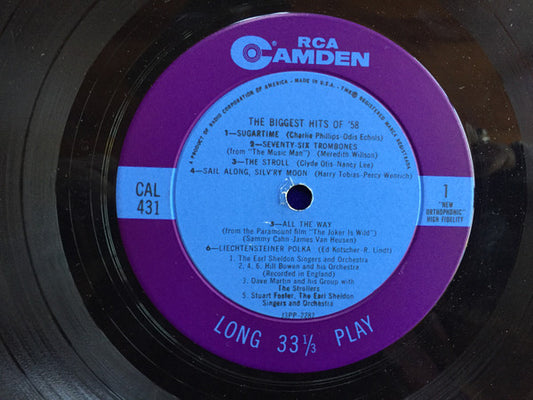 RCA
CAMDEN
A PRODUCT OF RADIO CORPORATION OF AMERICA • MADE IN U.S.A. • TMK® REGISTERED MARCA REGISTRADA
THE BIGGEST HITS OF '58
1—SUGARTIME (Charlie Phillips-Odis Echols)
2—SEVENTY-SIX TROMBONES
(from "The Music Man") (Meredith Willson)
3—THE STROLL (Clyde Otis-Nancy Lee)
4—SAIL ALONG, SILV'RY MOON (Harry Tobias-Percy Wenrich)
CAL
431
1
"NEW
ORTHOPHONIC"
HIGH FIDELITY
5—ALL THE WAY
(from the Paramount film "The Joker Is Wild")
(Sammy Cahn-James Van Heusen)
6—LIECHTENSTEINER POLKA (Ed Kotscher-R. Lindt)
1. The Earl Sheldon Singers and Orchestra
2, 4, 6. Hill Bowen and his Orchestra
(Recorded in England)
3. Dave Martin and his Group with
The Strollers
5. Stuart Foster, The Earl Sheldon
Singers and Orchestra
J3PP-2782
LONG 33 1/3 PLAY